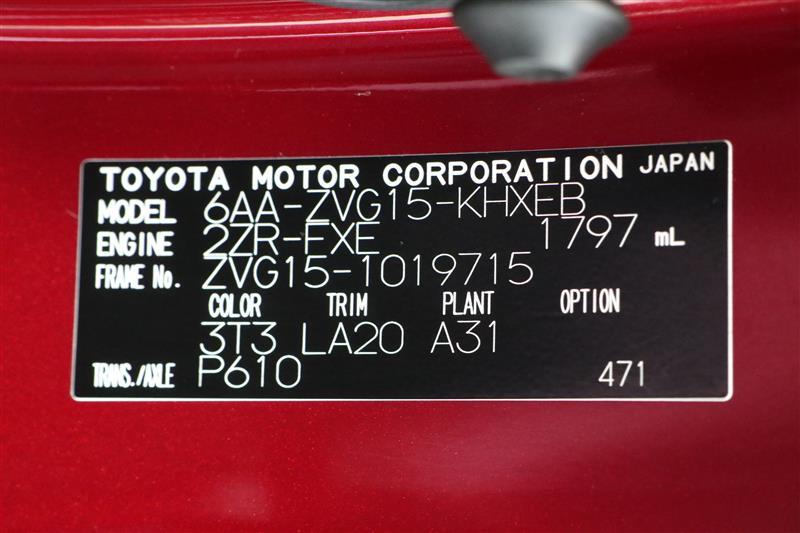 TOYOTA MOTOR CORPORATION JAPAN
MODEL 6AA-ZVG15-KHXEB
ENGINE 2ZR-FXE 1797 mL
FRAME No. ZVG15-1019715
COLOR TRIM PLANT OPTION
3T3 LA20 A31
TRANS./AXLE P610 471